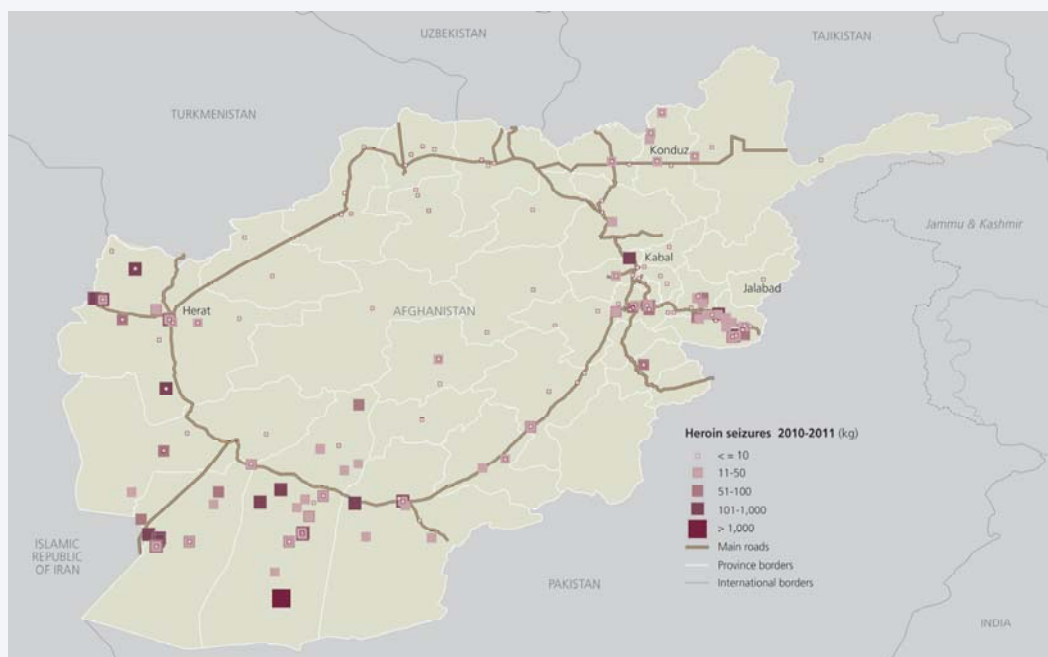 UZBEKISTAN
TAJIKISTAN
TURKMENISTAN
Konduz
Jammu & Kashmir
Kabal
Jalabad
Herat
AFGHANISTAN
Heroin seizures 2010-2011 (kg)
< = 10
11-50
51-100
101-1,000
> 1,000
Main roads
Province borders
International borders
ISLAMIC
REPUBLIC
OF IRAN
PAKISTAN
INDIA